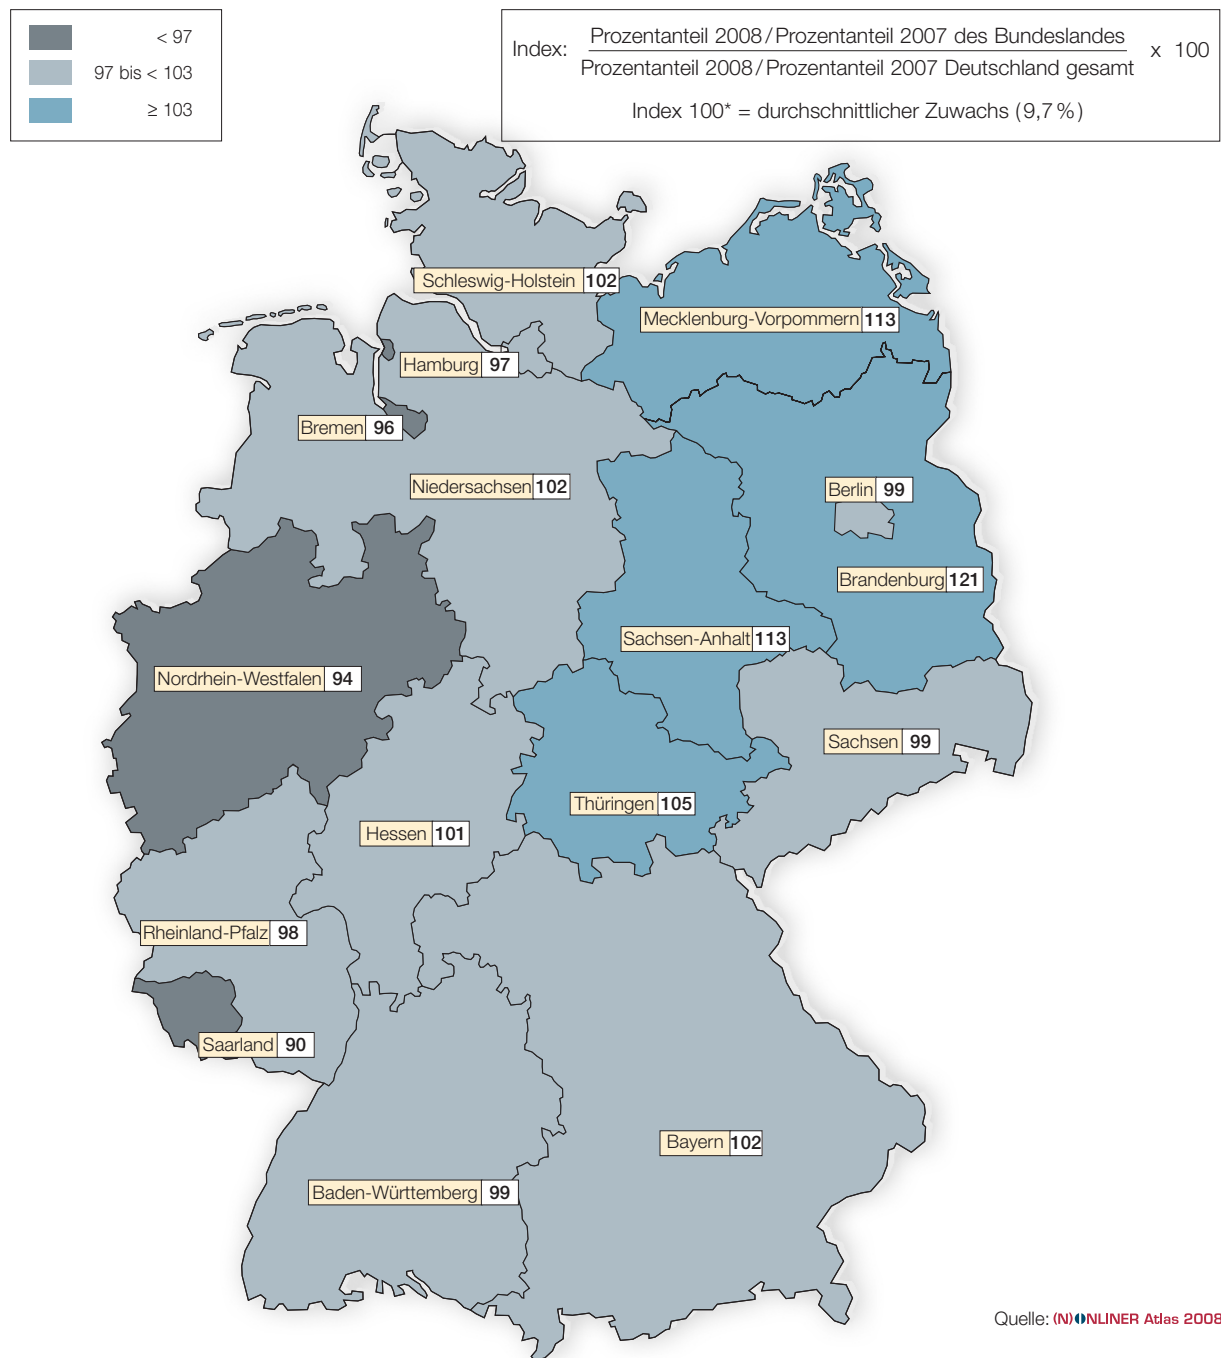 < 97
97 bis < 103
≥ 103
Index: Prozentanteil 2008/Prozentanteil 2007 des Bundeslandes x 100
Prozentanteil 2008/Prozentanteil 2007 Deutschland gesamt
Index 100* = durchschnittlicher Zuwachs (9,7 %)
Schleswig-Holstein 102
Mecklenburg-Vorpommern 113
Hamburg 97
Bremen 96
Niedersachsen 102
Berlin 99
Brandenburg 121
Sachsen-Anhalt 113
Nordrhein-Westfalen 94
Sachsen 99
Thüringen 105
Hessen 101
Rheinland-Pfalz 98
Saarland 90
Bayern 102
Baden-Württemberg 99
Quelle: (N)ONLINER Atlas 2008